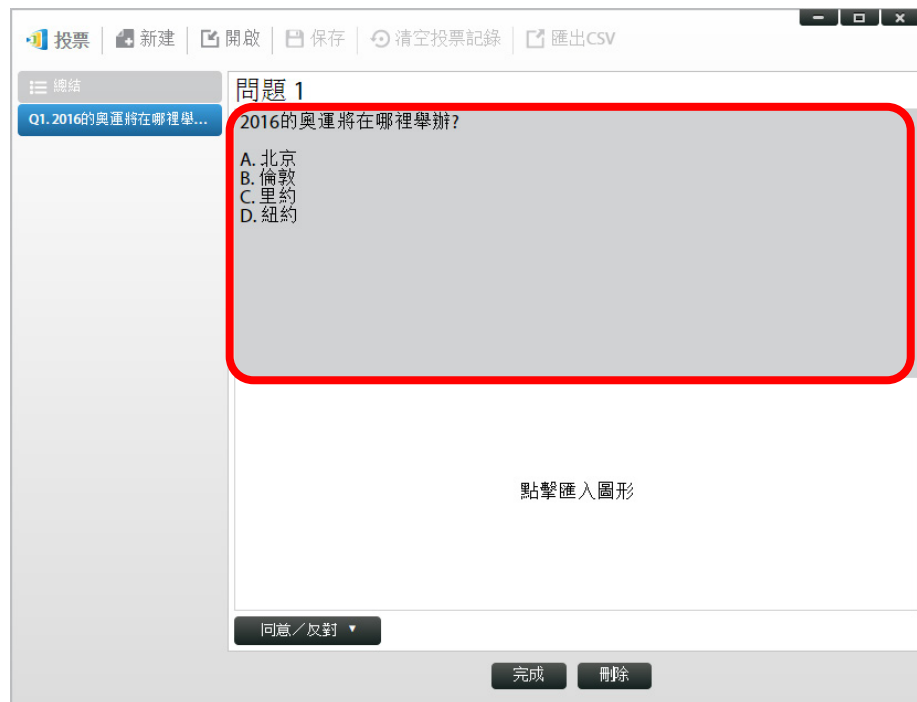 投票 新建 開啟 保存 清空投票記錄 匯出CSV
總結
Q1. 2016的奧運將在哪裡舉...
問題 1
2016的奧運將在哪裡舉辦?
A. 北京
B. 倫敦
C. 里約
D. 紐約
點擊匯入圖形
同意／反對 ▼
完成 刪除